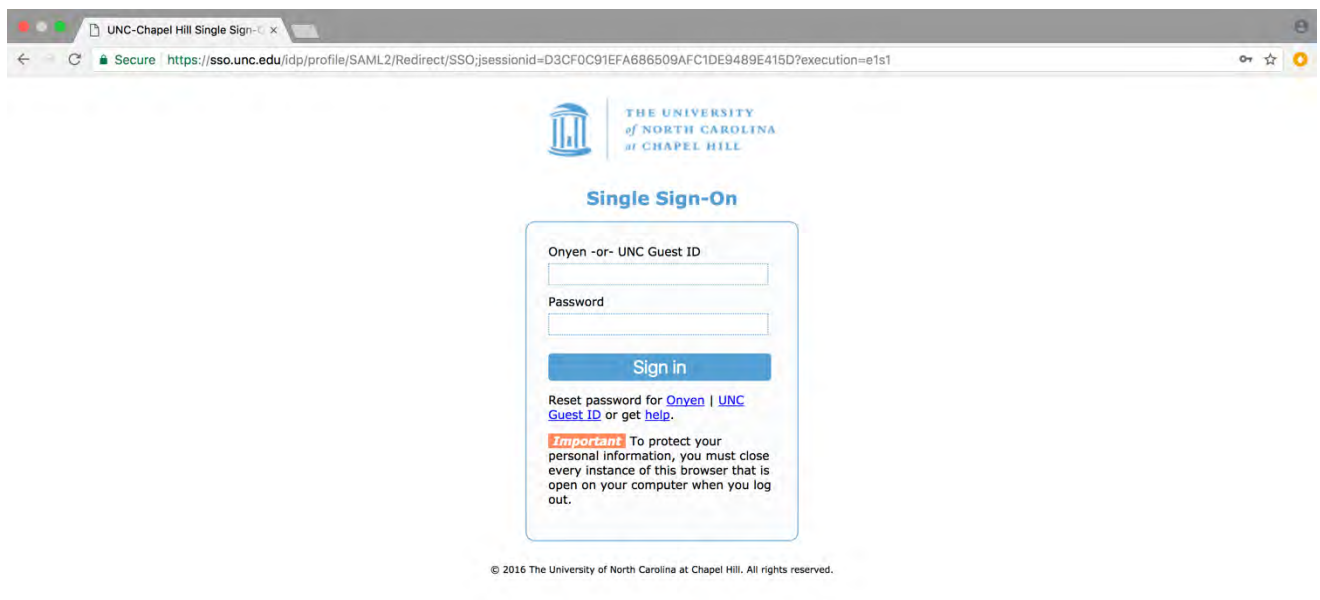 UNC-Chapel Hill Single Sign-O
Secure https://sso.unc.edu/idp/profile/SAML2/Redirect/SSO;jsessionid=D3CF0C91EFA686509AFC1DE9489E415D?execution=e1s1
THE UNIVERSITY
of NORTH CAROLINA
at CHAPEL HILL
Single Sign-On
Onyen -or- UNC Guest ID
Password
Sign in
Reset password for Onyen | UNC
Guest ID or get help.
Important To protect your
personal information, you must close
every instance of this browser that is
open on your computer when you log
out.
© 2016 The University of North Carolina at Chapel Hill. All rights reserved.